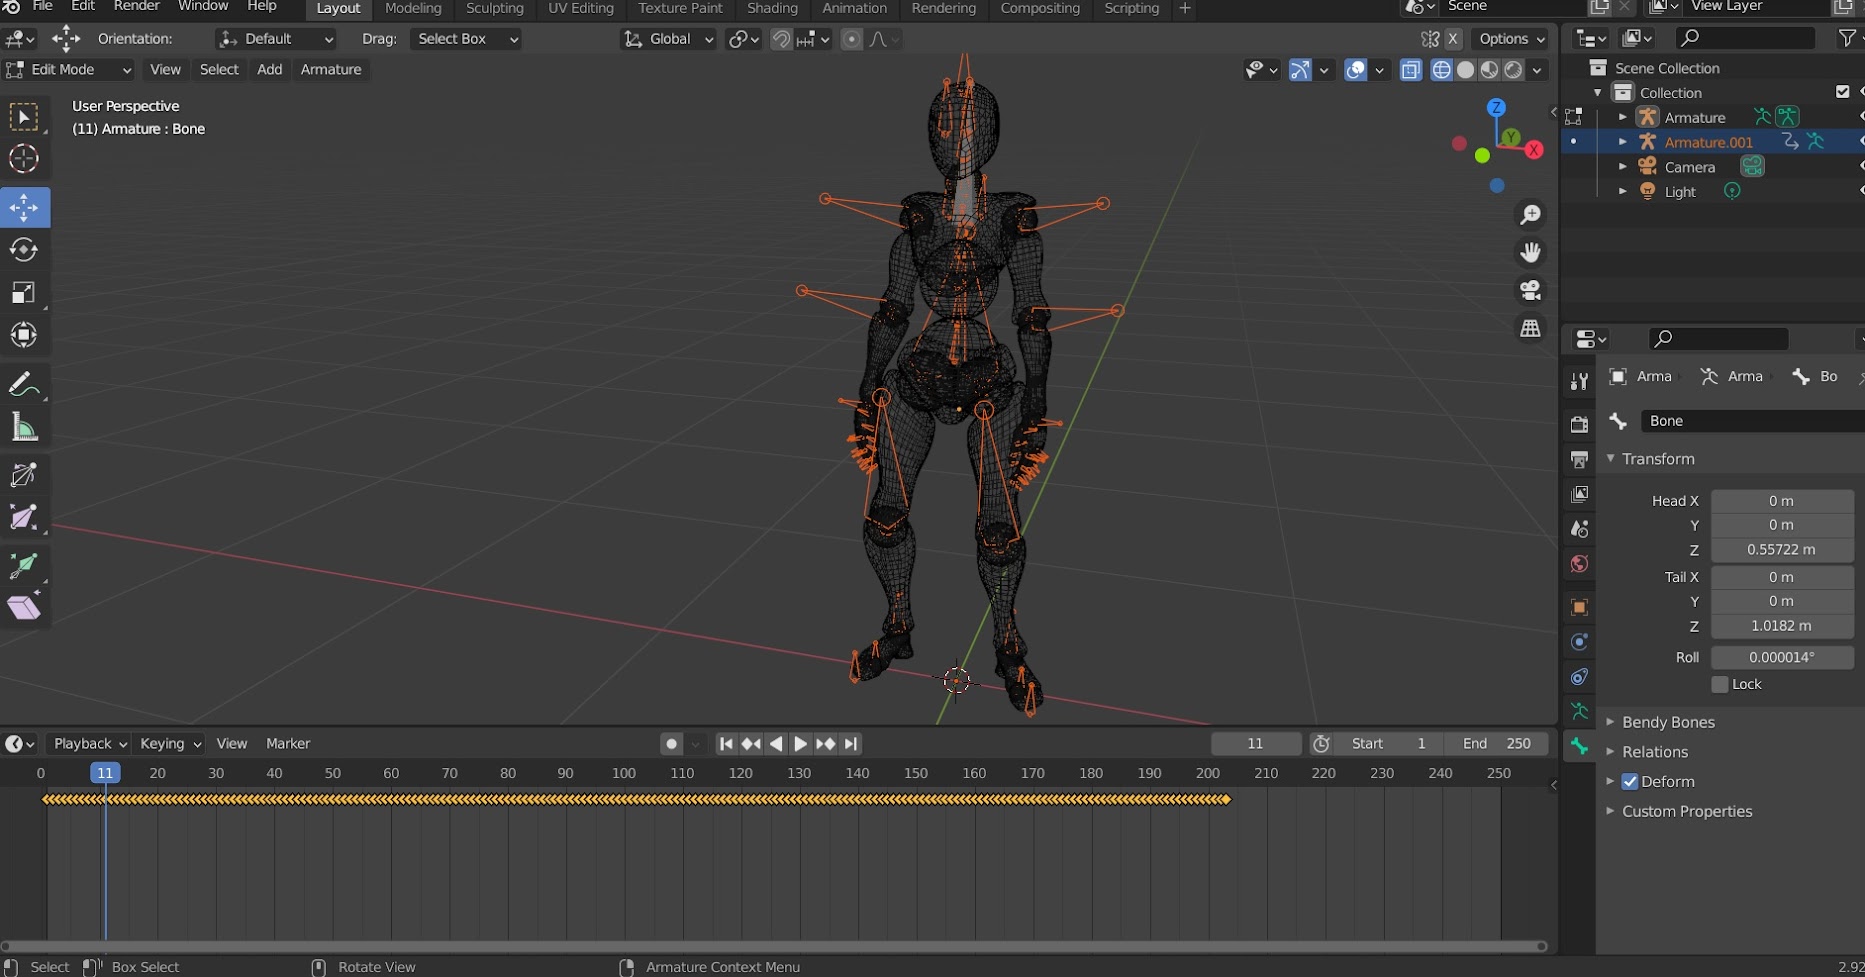 File Edit Render Window Help Layout Modeling Sculpting UV Editing Texture Paint Shading Animation Rendering Compositing Scripting + Scene View Layer
Orientation: Default Drag: Select Box Global X Options
Edit Mode View Select Add Armature
User Perspective
(11) Armature : Bone
Z
Y
X
Scene Collection
Collection
Armature
Armature.001
Camera
Light
Arma Arma Bo
Bone
Transform
Head X 0 m
Y 0 m
Z 0.55722 m
Tail X 0 m
Y 0 m
Z 1.0182 m
Roll 0.000014°
Lock
Bendy Bones
Relations
Deform
Custom Properties
Playback Keying View Marker 11 Start 1 End 250
0 11 20 30 40 50 60 70 80 90 100 110 120 130 140 150 160 170 180 190 200 210 220 230 240 250
Select Box Select Rotate View Armature Context Menu 2.92